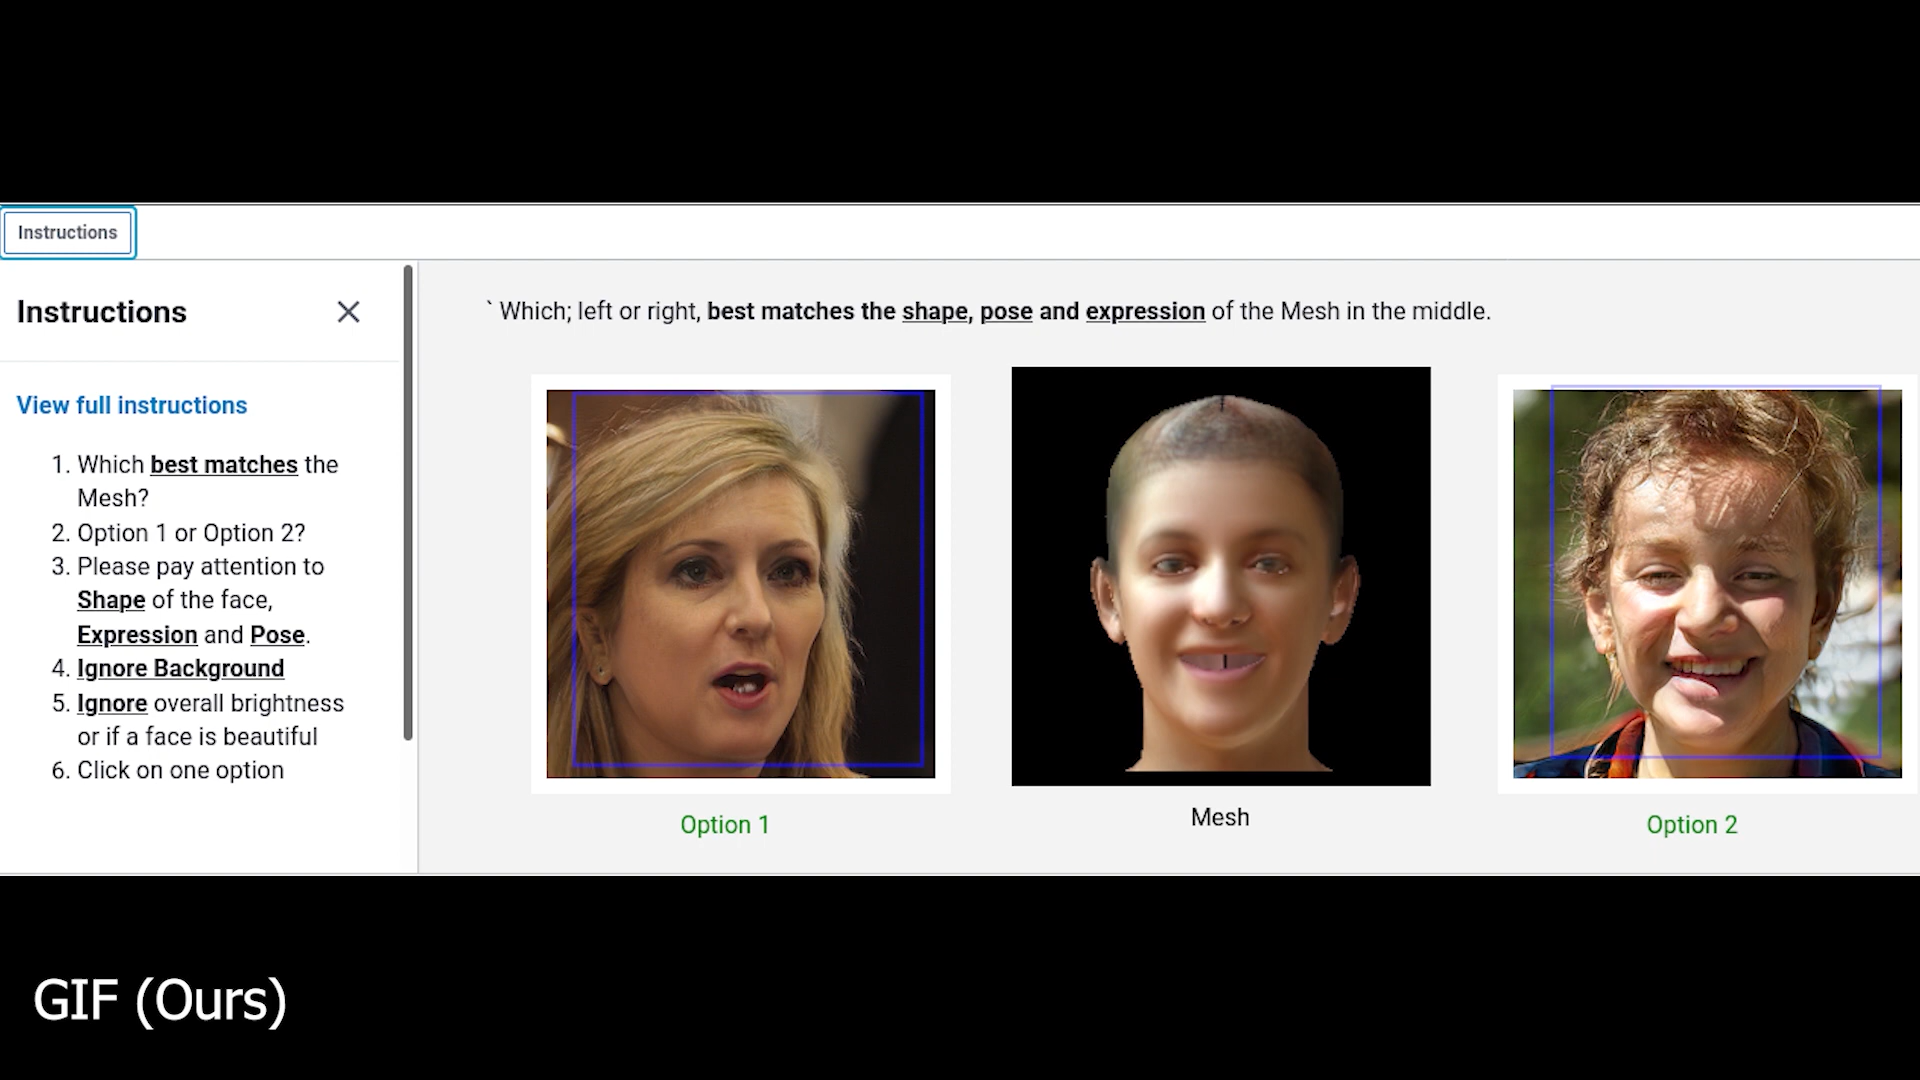 Instructions
Instructions
View full instructions
1. Which best matches the
Mesh?
2. Option 1 or Option 2?
3. Please pay attention to
Shape of the face,
Expression and Pose.
4. Ignore Background
5. Ignore overall brightness
or if a face is beautiful
6. Click on one option
` Which; left or right, best matches the shape, pose and expression of the Mesh in the middle.
Option 1
Mesh
Option 2
GIF (Ours)